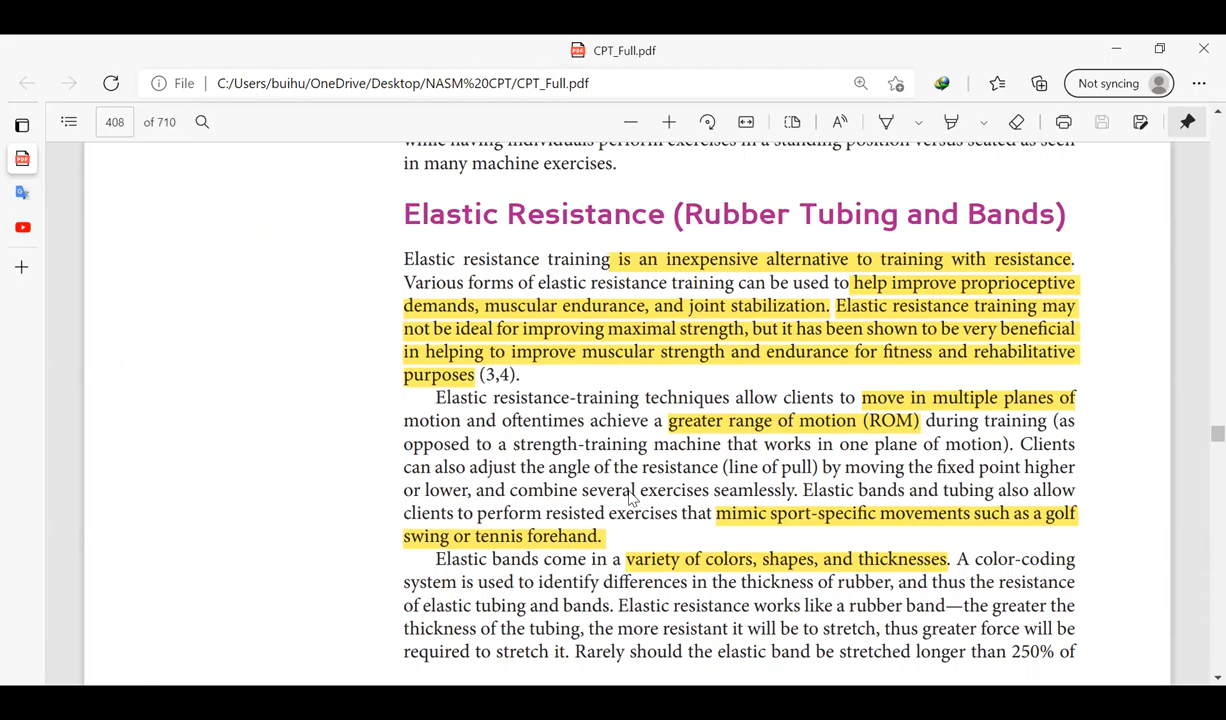 CPT_Full.pdf
File
C:/Users/buihu/OneDrive/Desktop/NASM%20CPT/CPT_Full.pdf
Not syncing
408 of 710
while having individuals perform exercises in a standing position versus seated as seen
in many machine exercises.
Elastic Resistance (Rubber Tubing and Bands)
Elastic resistance training is an inexpensive alternative to training with resistance.
Various forms of elastic resistance training can be used to help improve proprioceptive
demands, muscular endurance, and joint stabilization. Elastic resistance training may
not be ideal for improving maximal strength, but it has been shown to be very beneficial
in helping to improve muscular strength and endurance for fitness and rehabilitative
purposes (3,4).
Elastic resistance-training techniques allow clients to move in multiple planes of
motion and oftentimes achieve a greater range of motion (ROM) during training (as
opposed to a strength-training machine that works in one plane of motion). Clients
can also adjust the angle of the resistance (line of pull) by moving the fixed point higher
or lower, and combine several exercises seamlessly. Elastic bands and tubing also allow
clients to perform resisted exercises that mimic sport-specific movements such as a golf
swing or tennis forehand.
Elastic bands come in a variety of colors, shapes, and thicknesses. A color-coding
system is used to identify differences in the thickness of rubber, and thus the resistance
of elastic tubing and bands. Elastic resistance works like a rubber band—the greater the
thickness of the tubing, the more resistant it will be to stretch, thus greater force will be
required to stretch it. Rarely should the elastic band be stretched longer than 250% of